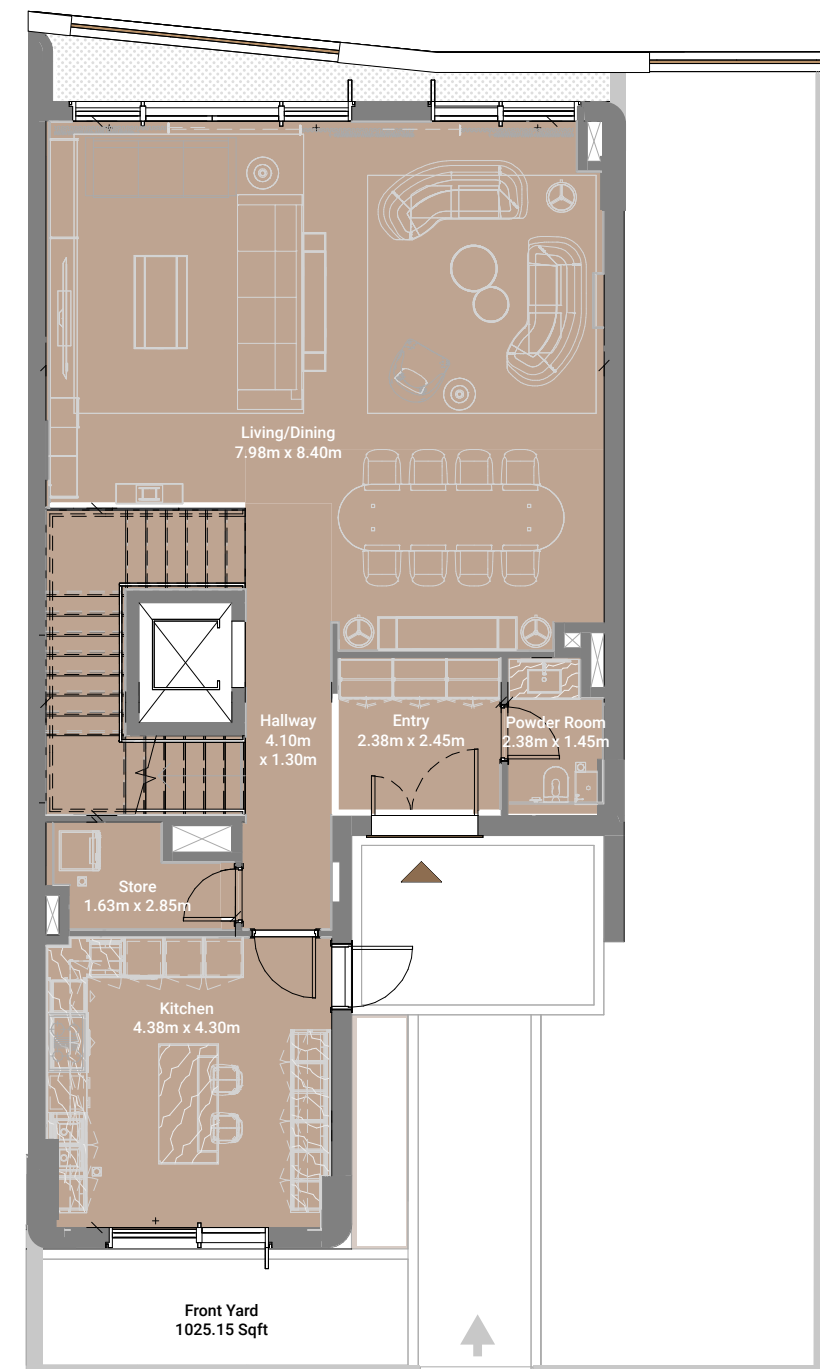 Living/Dining
7.98m x 8.40m
Hallway
4.10m
x 1.30m
Entry
2.38m x 2.45m
Powder Room
2.38m x 1.45m
Store
1.63m x 2.85m
Kitchen
4.38m x 4.30m
Front Yard
1025.15 Sqft